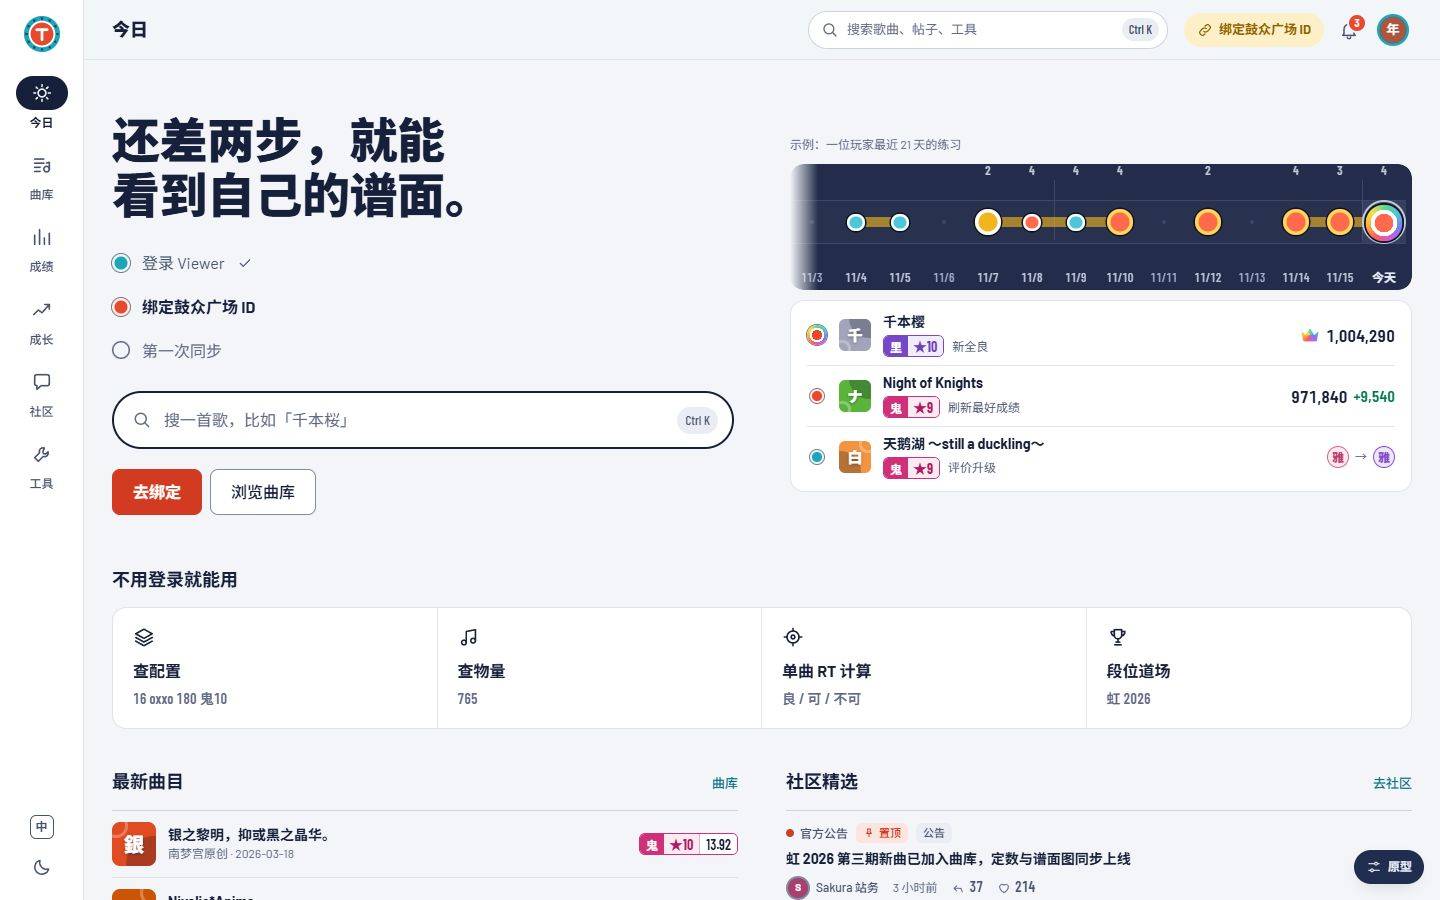 T
今日
曲库
成绩
成长
社区
工具
中
今日
搜索歌曲、帖子、工具
Ctrl K
绑定鼓众广场 ID
3
年
还差两步，就能
看到自己的谱面。
登录 Viewer
绑定鼓众广场 ID
第一次同步
搜一首歌，比如「千本桜」
Ctrl K
去绑定
浏览曲库
示例：一位玩家最近 21 天的练习
2 4 4 4 2 4 3 4
11/3 11/4 11/5 11/6 11/7 11/8 11/9 11/10 11/11 11/12 11/13 11/14 11/15 今天
千
千本樱
里 ★10 新全良
1,004,290
ナ
Night of Knights
鬼 ★9 刷新最好成绩
971,840 +9,540
白
天鹅湖 ～still a duckling～
鬼 ★9 评价升级
雅 → 雅
不用登录就能用
查配置
16 oxxo 180 鬼10
查物量
765
单曲 RT 计算
良 / 可 / 不可
段位道场
虹 2026
最新曲目
曲库
銀
银之黎明，抑或黑之晶华。
南梦宫原创 · 2026-03-18
鬼 ★10 13.92
社区精选
去社区
官方公告 置顶 公告
虹 2026 第三期新曲已加入曲库，定数与谱面图同步上线
S Sakura 站务 3 小时前 37 214
原型